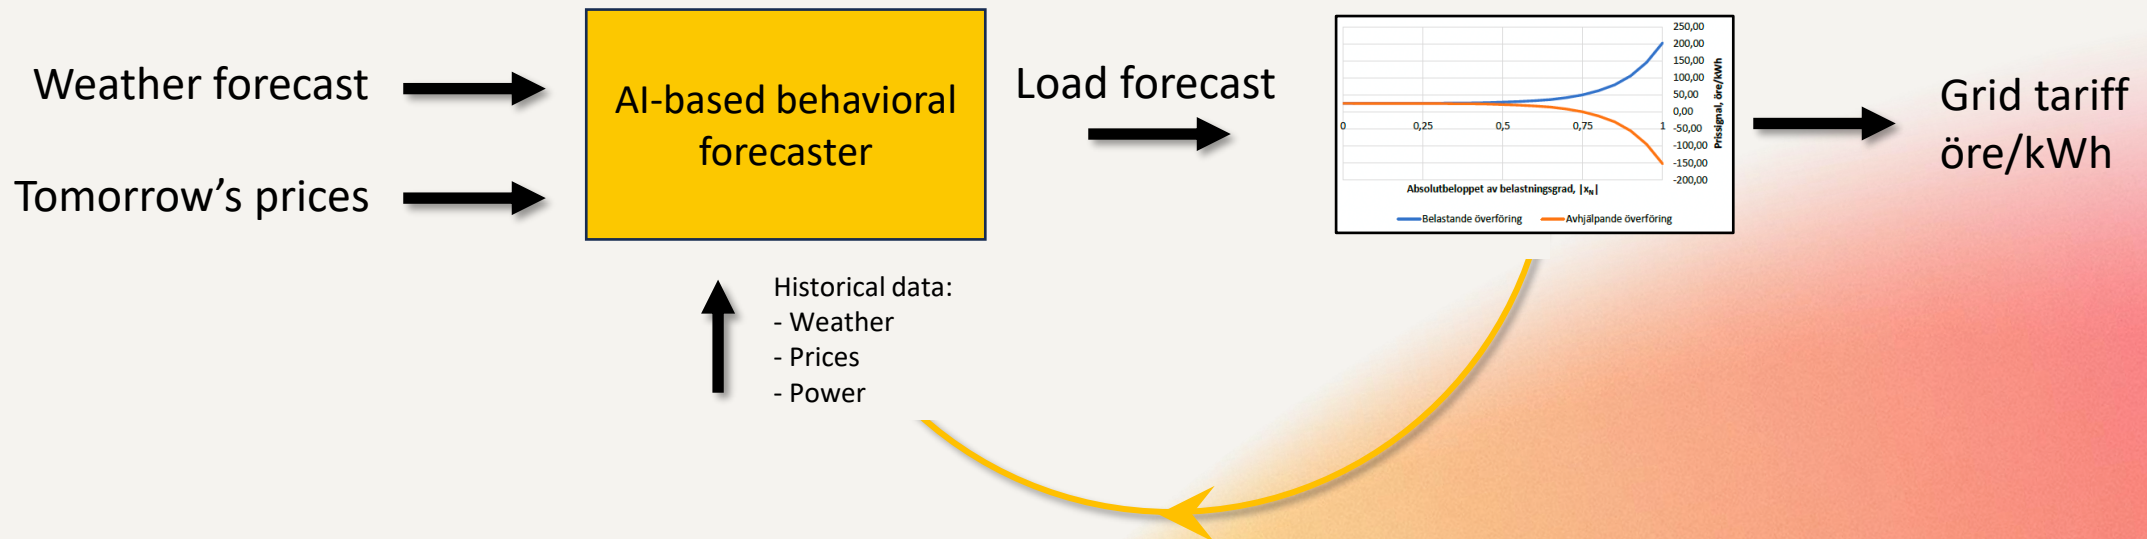 Weather forecast
Tomorrow's prices
AI-based behavioral
forecaster
Historical data:
- Weather
- Prices
- Power
Load forecast
250,00
200,00
150,00
100,00
50,00
0,00
-50,00
-100,00
-150,00
-200,00
Prissignal, öre/kWh
0 0,25 0,5 0,75 1
Absolutbeloppet av belastningsgrad, |xN|
Belastande överföring Avhjälpande överföring
Grid tariff
öre/kWh